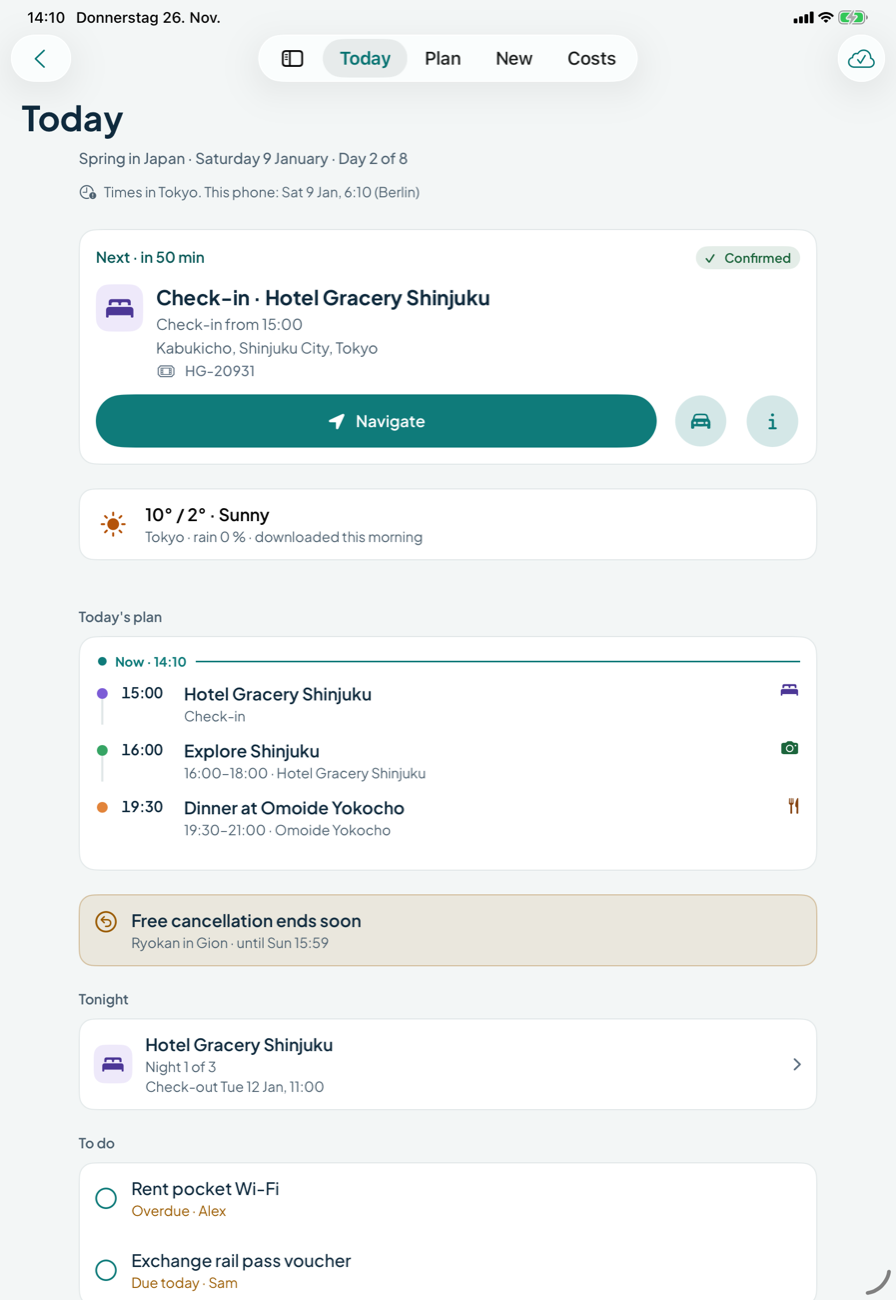 14:10 Donnerstag 26. Nov.
Today
Plan
New
Costs
Today
Spring in Japan · Saturday 9 January · Day 2 of 8
Times in Tokyo. This phone: Sat 9 Jan, 6:10 (Berlin)
Next · in 50 min
Confirmed
Check-in · Hotel Gracery Shinjuku
Check-in from 15:00
Kabukicho, Shinjuku City, Tokyo
HG-20931
Navigate
10° / 2° · Sunny
Tokyo · rain 0 % · downloaded this morning
Today's plan
Now · 14:10
15:00 Hotel Gracery Shinjuku
Check-in
16:00 Explore Shinjuku
16:00–18:00 · Hotel Gracery Shinjuku
19:30 Dinner at Omoide Yokocho
19:30–21:00 · Omoide Yokocho
Free cancellation ends soon
Ryokan in Gion · until Sun 15:59
Tonight
Hotel Gracery Shinjuku
Night 1 of 3
Check-out Tue 12 Jan, 11:00
To do
Rent pocket Wi-Fi
Overdue · Alex
Exchange rail pass voucher
Due today · Sam